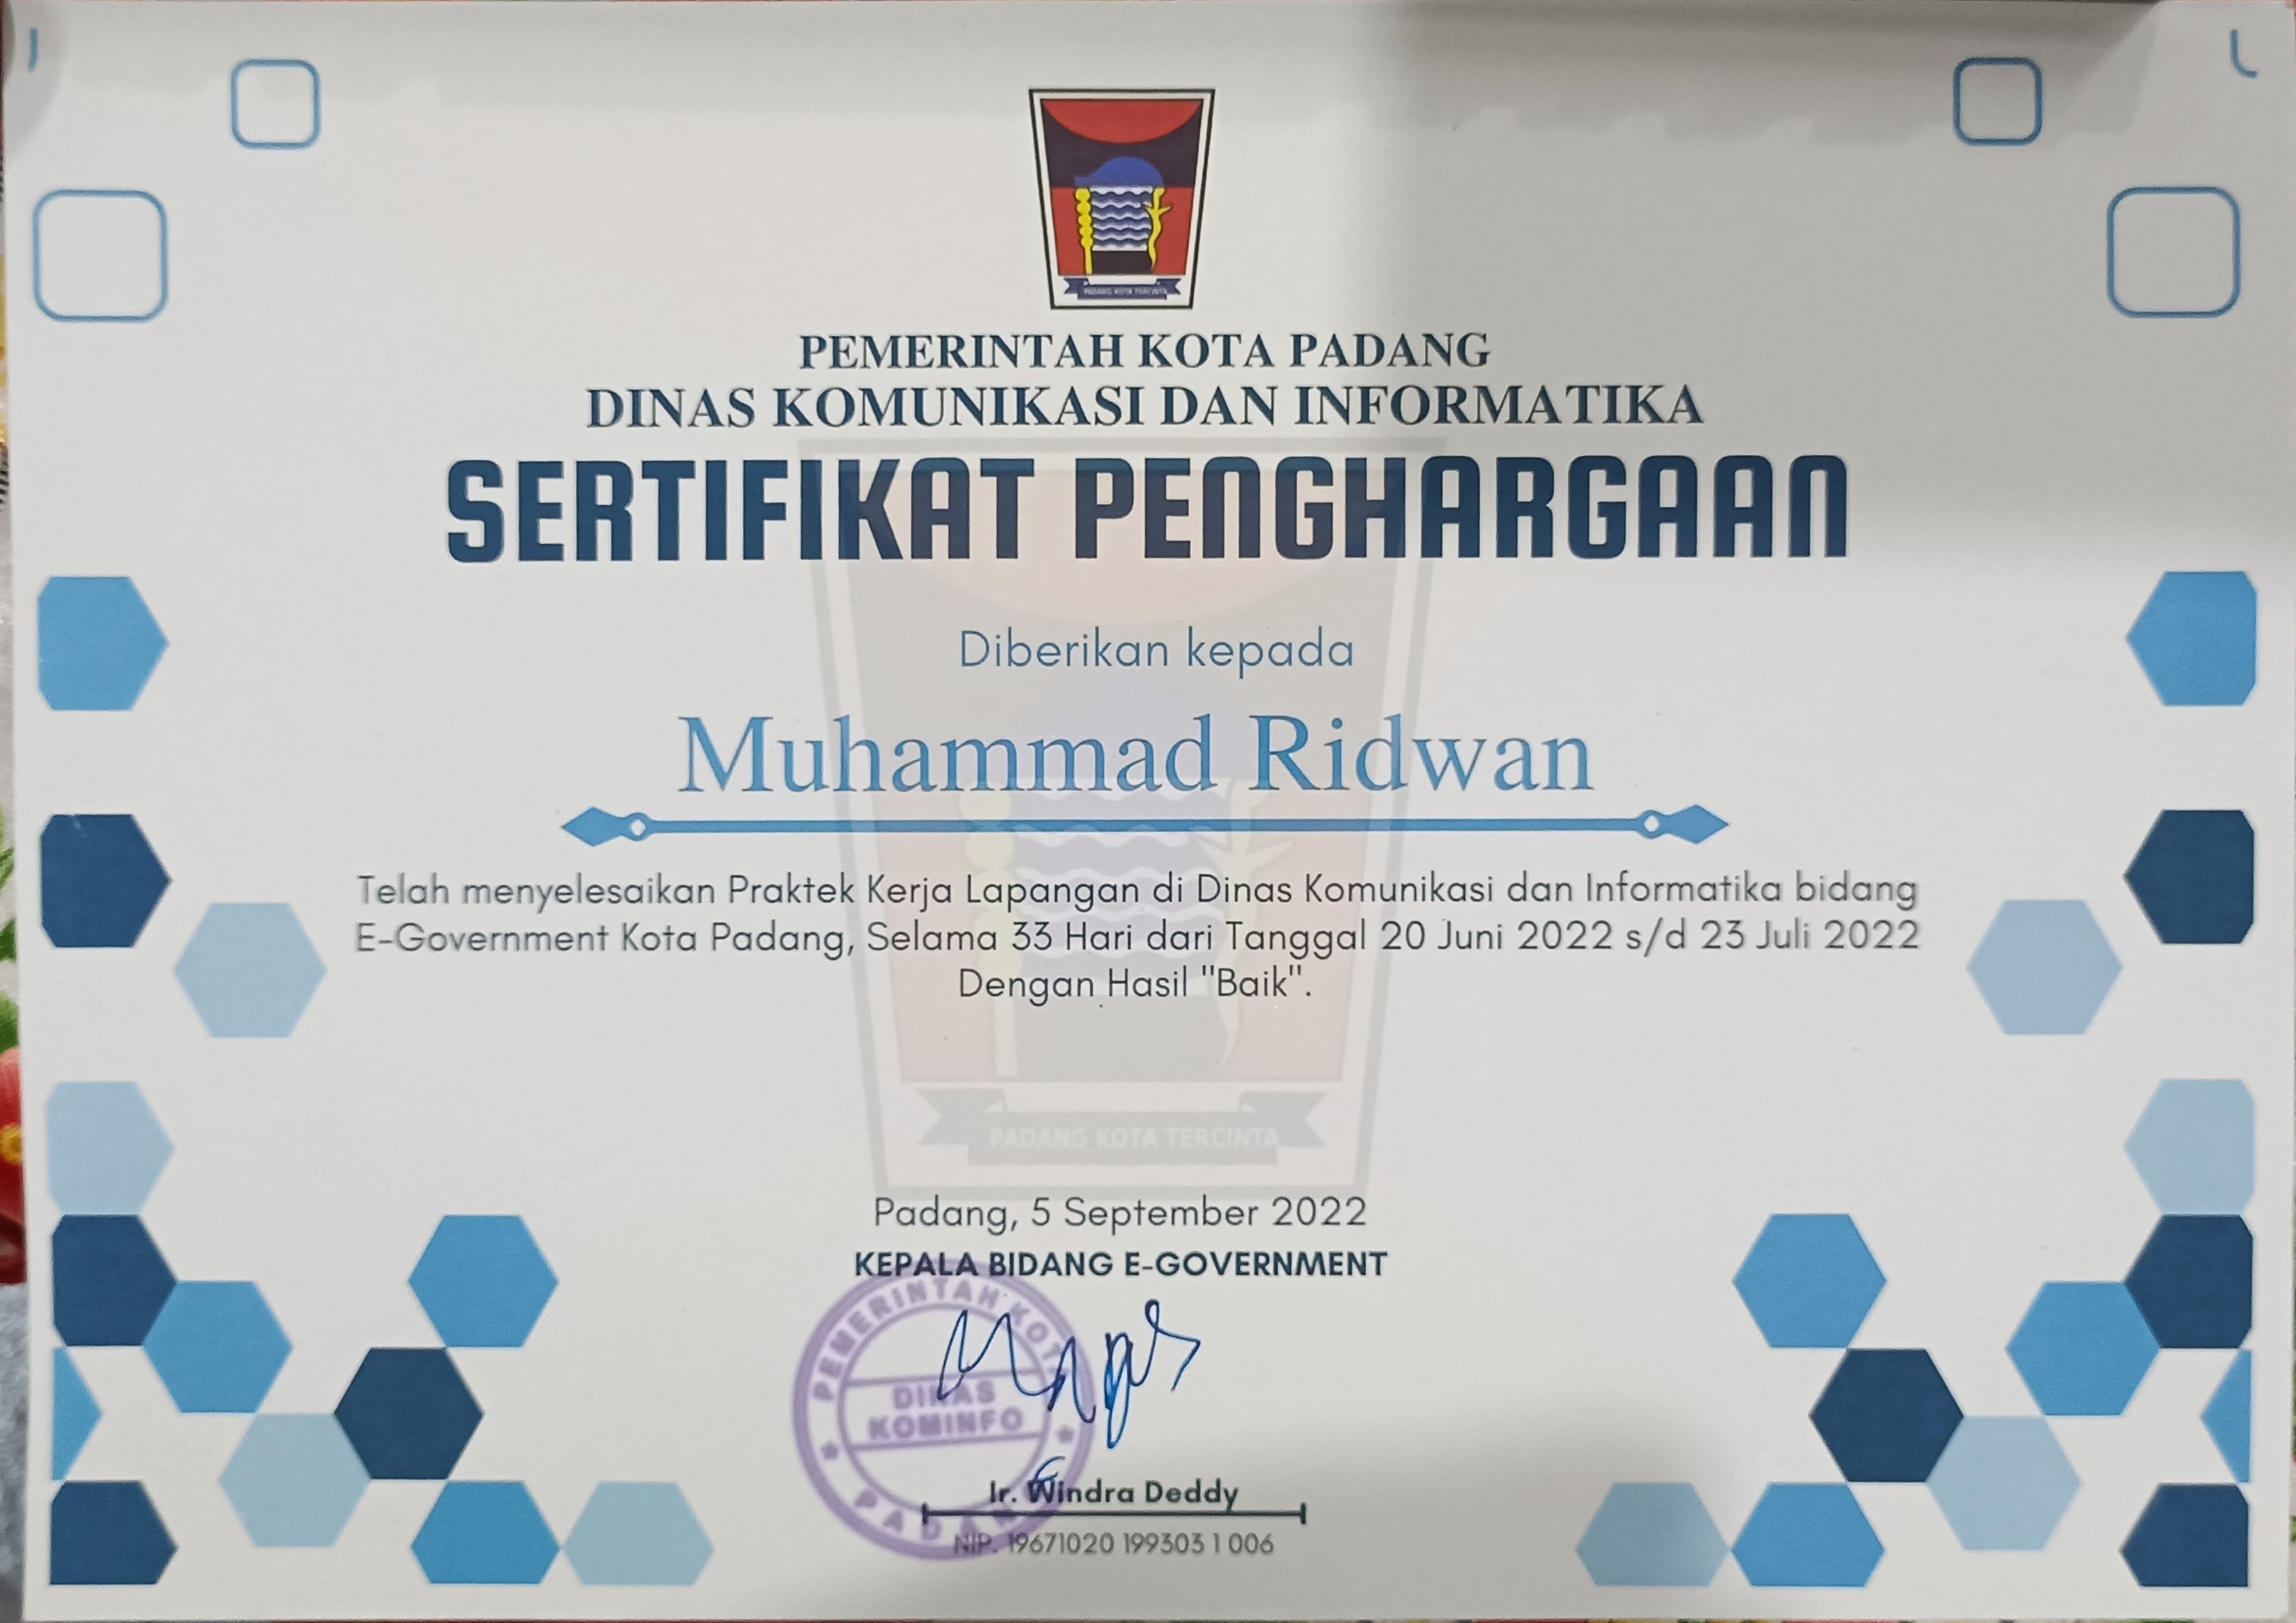 PADANG KOTA TERCINTA
PEMERINTAH KOTA PADANG
DINAS KOMUNIKASI DAN INFORMATIKA
SERTIFIKAT PENGHARGAAN
Diberikan kepada
Muhammad Ridwan
Telah menyelesaikan Praktek Kerja Lapangan di Dinas Komunikasi dan Informatika bidang
E-Government Kota Padang, Selama 33 Hari dari Tanggal 20 Juni 2022 s/d 23 Juli 2022
Dengan Hasil "Baik".
PADANG KOTA TERCINTA
Padang, 5 September 2022
KEPALA BIDANG E-GOVERNMENT
PEMERINTAH KOTA
DINAS
KOMINFO
PADANG
Ir. Windra Deddy
NIP. 19671020 199303 1 006